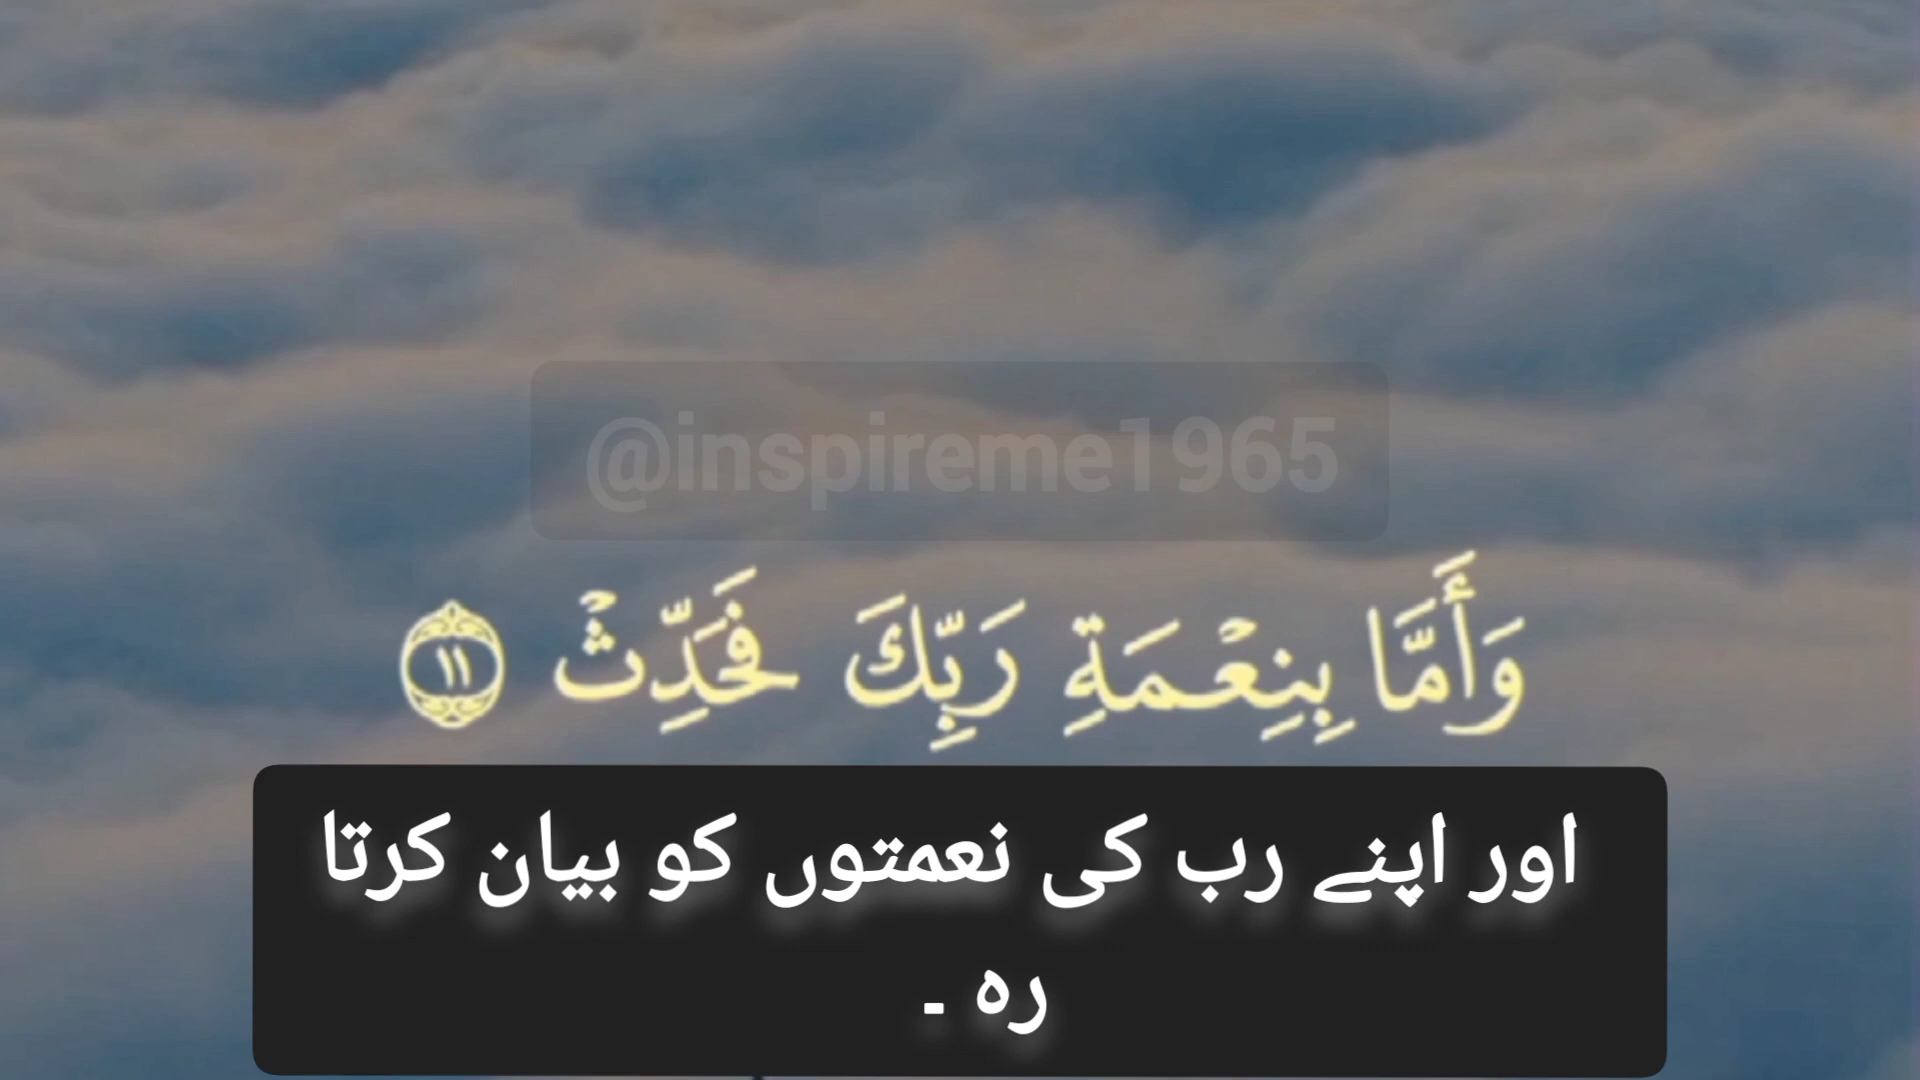 @inspireme1965
وَأَمَّا بِنِعْمَةِ رَبِّكَ فَحَدِّثْ ١١
اور اپنے رب کی نعمتوں کو بیان کرتا
رہ ۔